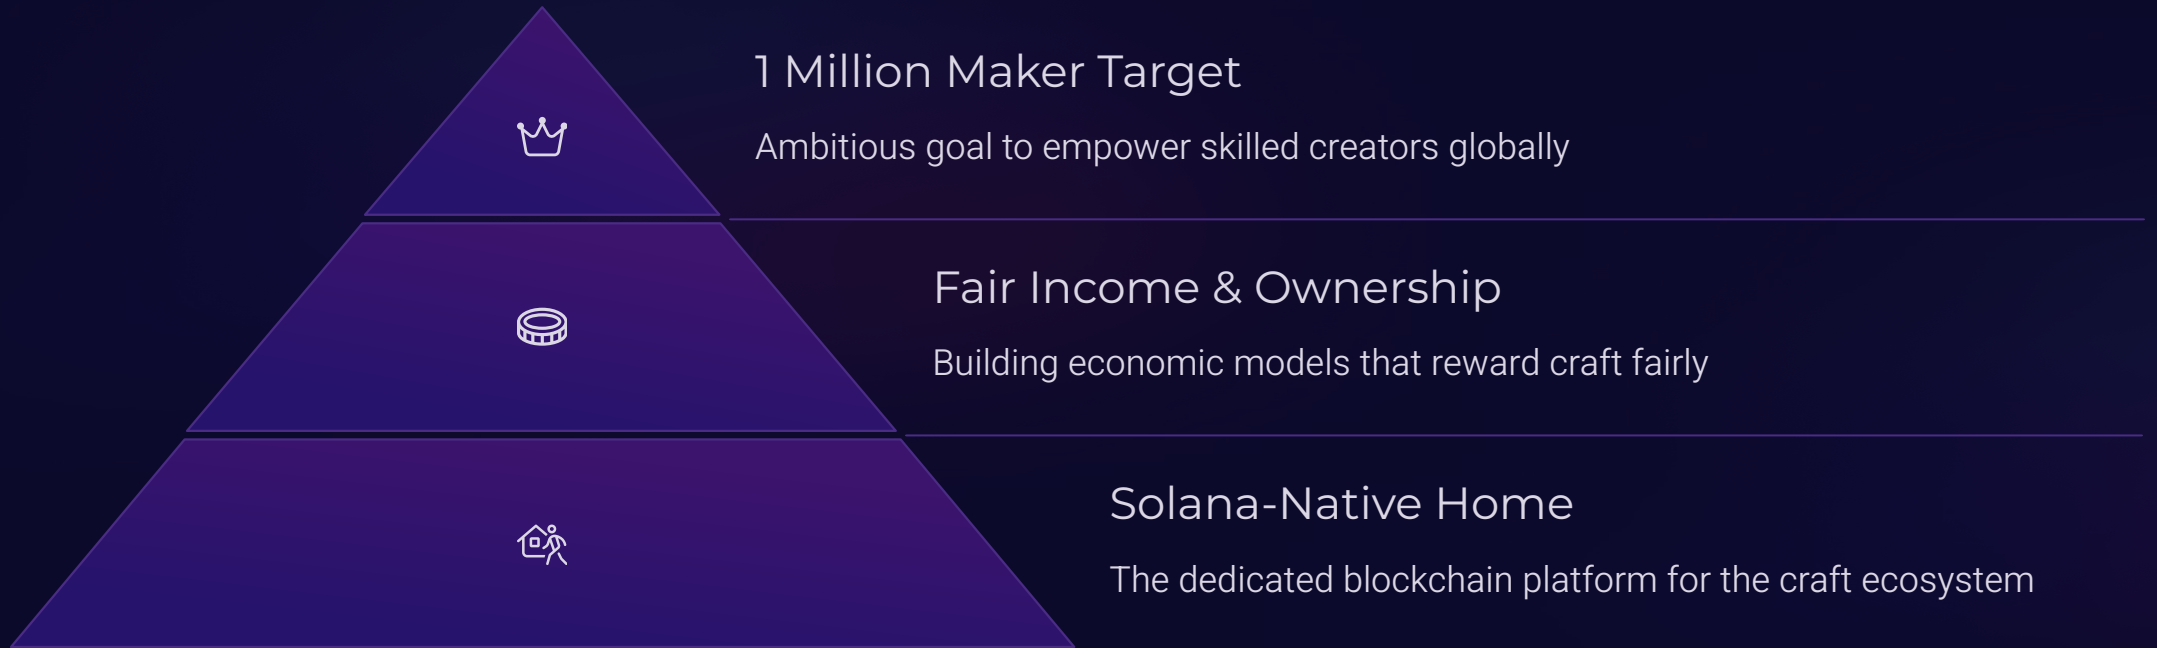 1 Million Maker Target
Ambitious goal to empower skilled creators globally
Fair Income & Ownership
Building economic models that reward craft fairly
Solana-Native Home
The dedicated blockchain platform for the craft ecosystem